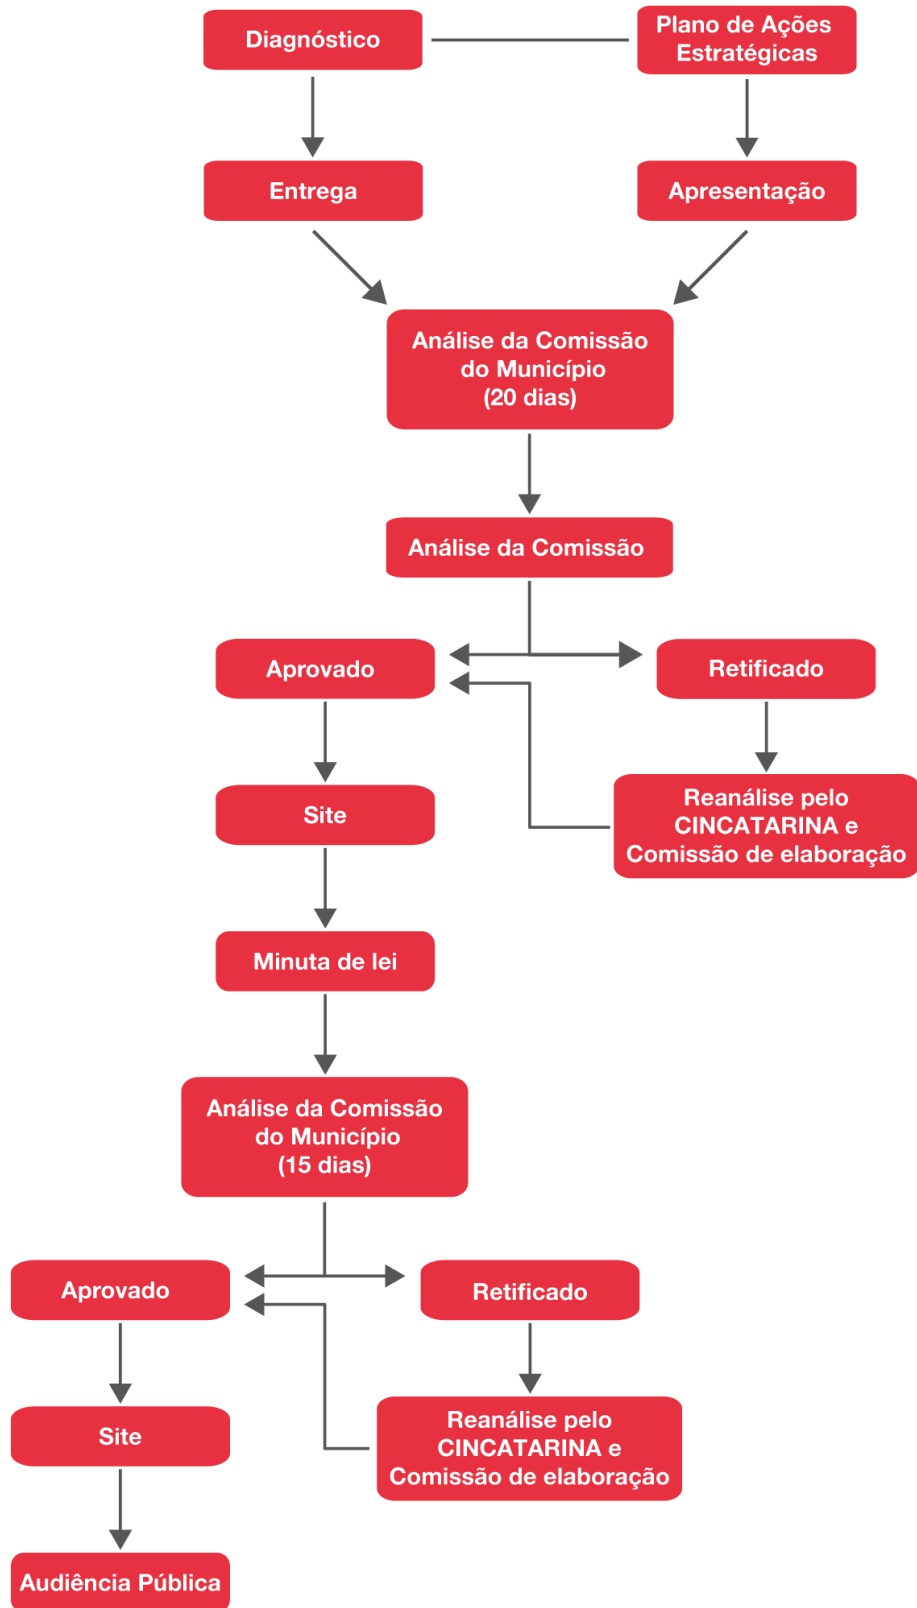 Diagnóstico
Plano de Ações
Estratégicas
Entrega
Apresentação
Análise da Comissão
do Município
(20 dias)
Análise da Comissão
Aprovado
Retificado
Site
Reanálise pelo
CINCATARINA e
Comissão de elaboração
Minuta de lei
Análise da Comissão
do Município
(15 dias)
Aprovado
Retificado
Site
Reanálise pelo
CINCATARINA e
Comissão de elaboração
Audiência Pública